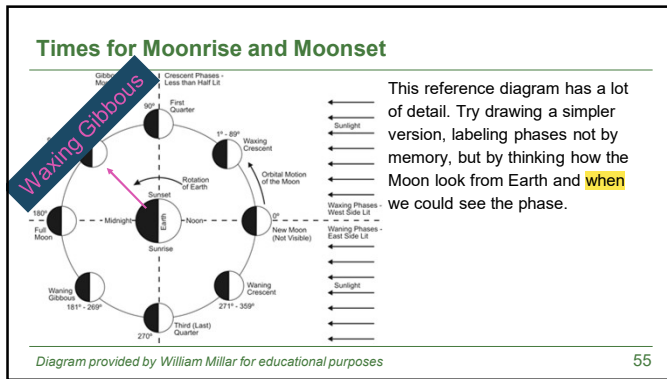 Times for Moonrise and Moonset
Crescent Phases -
Less than Half Lit
Waxing Gibbous
90°
First
Quarter
1° - 89°
Waxing
Crescent
Sunlight
Rotation
of Earth
Orbital Motion
of the Moon
Sunset
180°
Full
Moon
Midnight
Earth
Noon
Sunrise
0°
New Moon
(Not Visible)
Waxing Phases -
West Side Lit
Waning Phases -
East Side Lit
Waning
Gibbous
181° - 269°
Waning
Crescent
271° - 359°
Sunlight
270°
Third (Last)
Quarter
This reference diagram has a lot
of detail. Try drawing a simpler
version, labeling phases not by
memory, but by thinking how the
Moon look from Earth and when
we could see the phase.
Diagram provided by William Millar for educational purposes
55